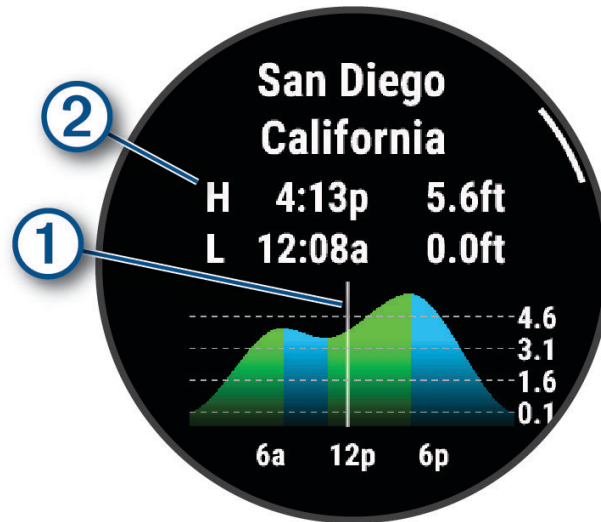 San Diego
California
2
H 4:13p 5.6ft
1
L 12:08a 0.0ft
4.6
3.1
1.6
0.1
6a 12p 6p